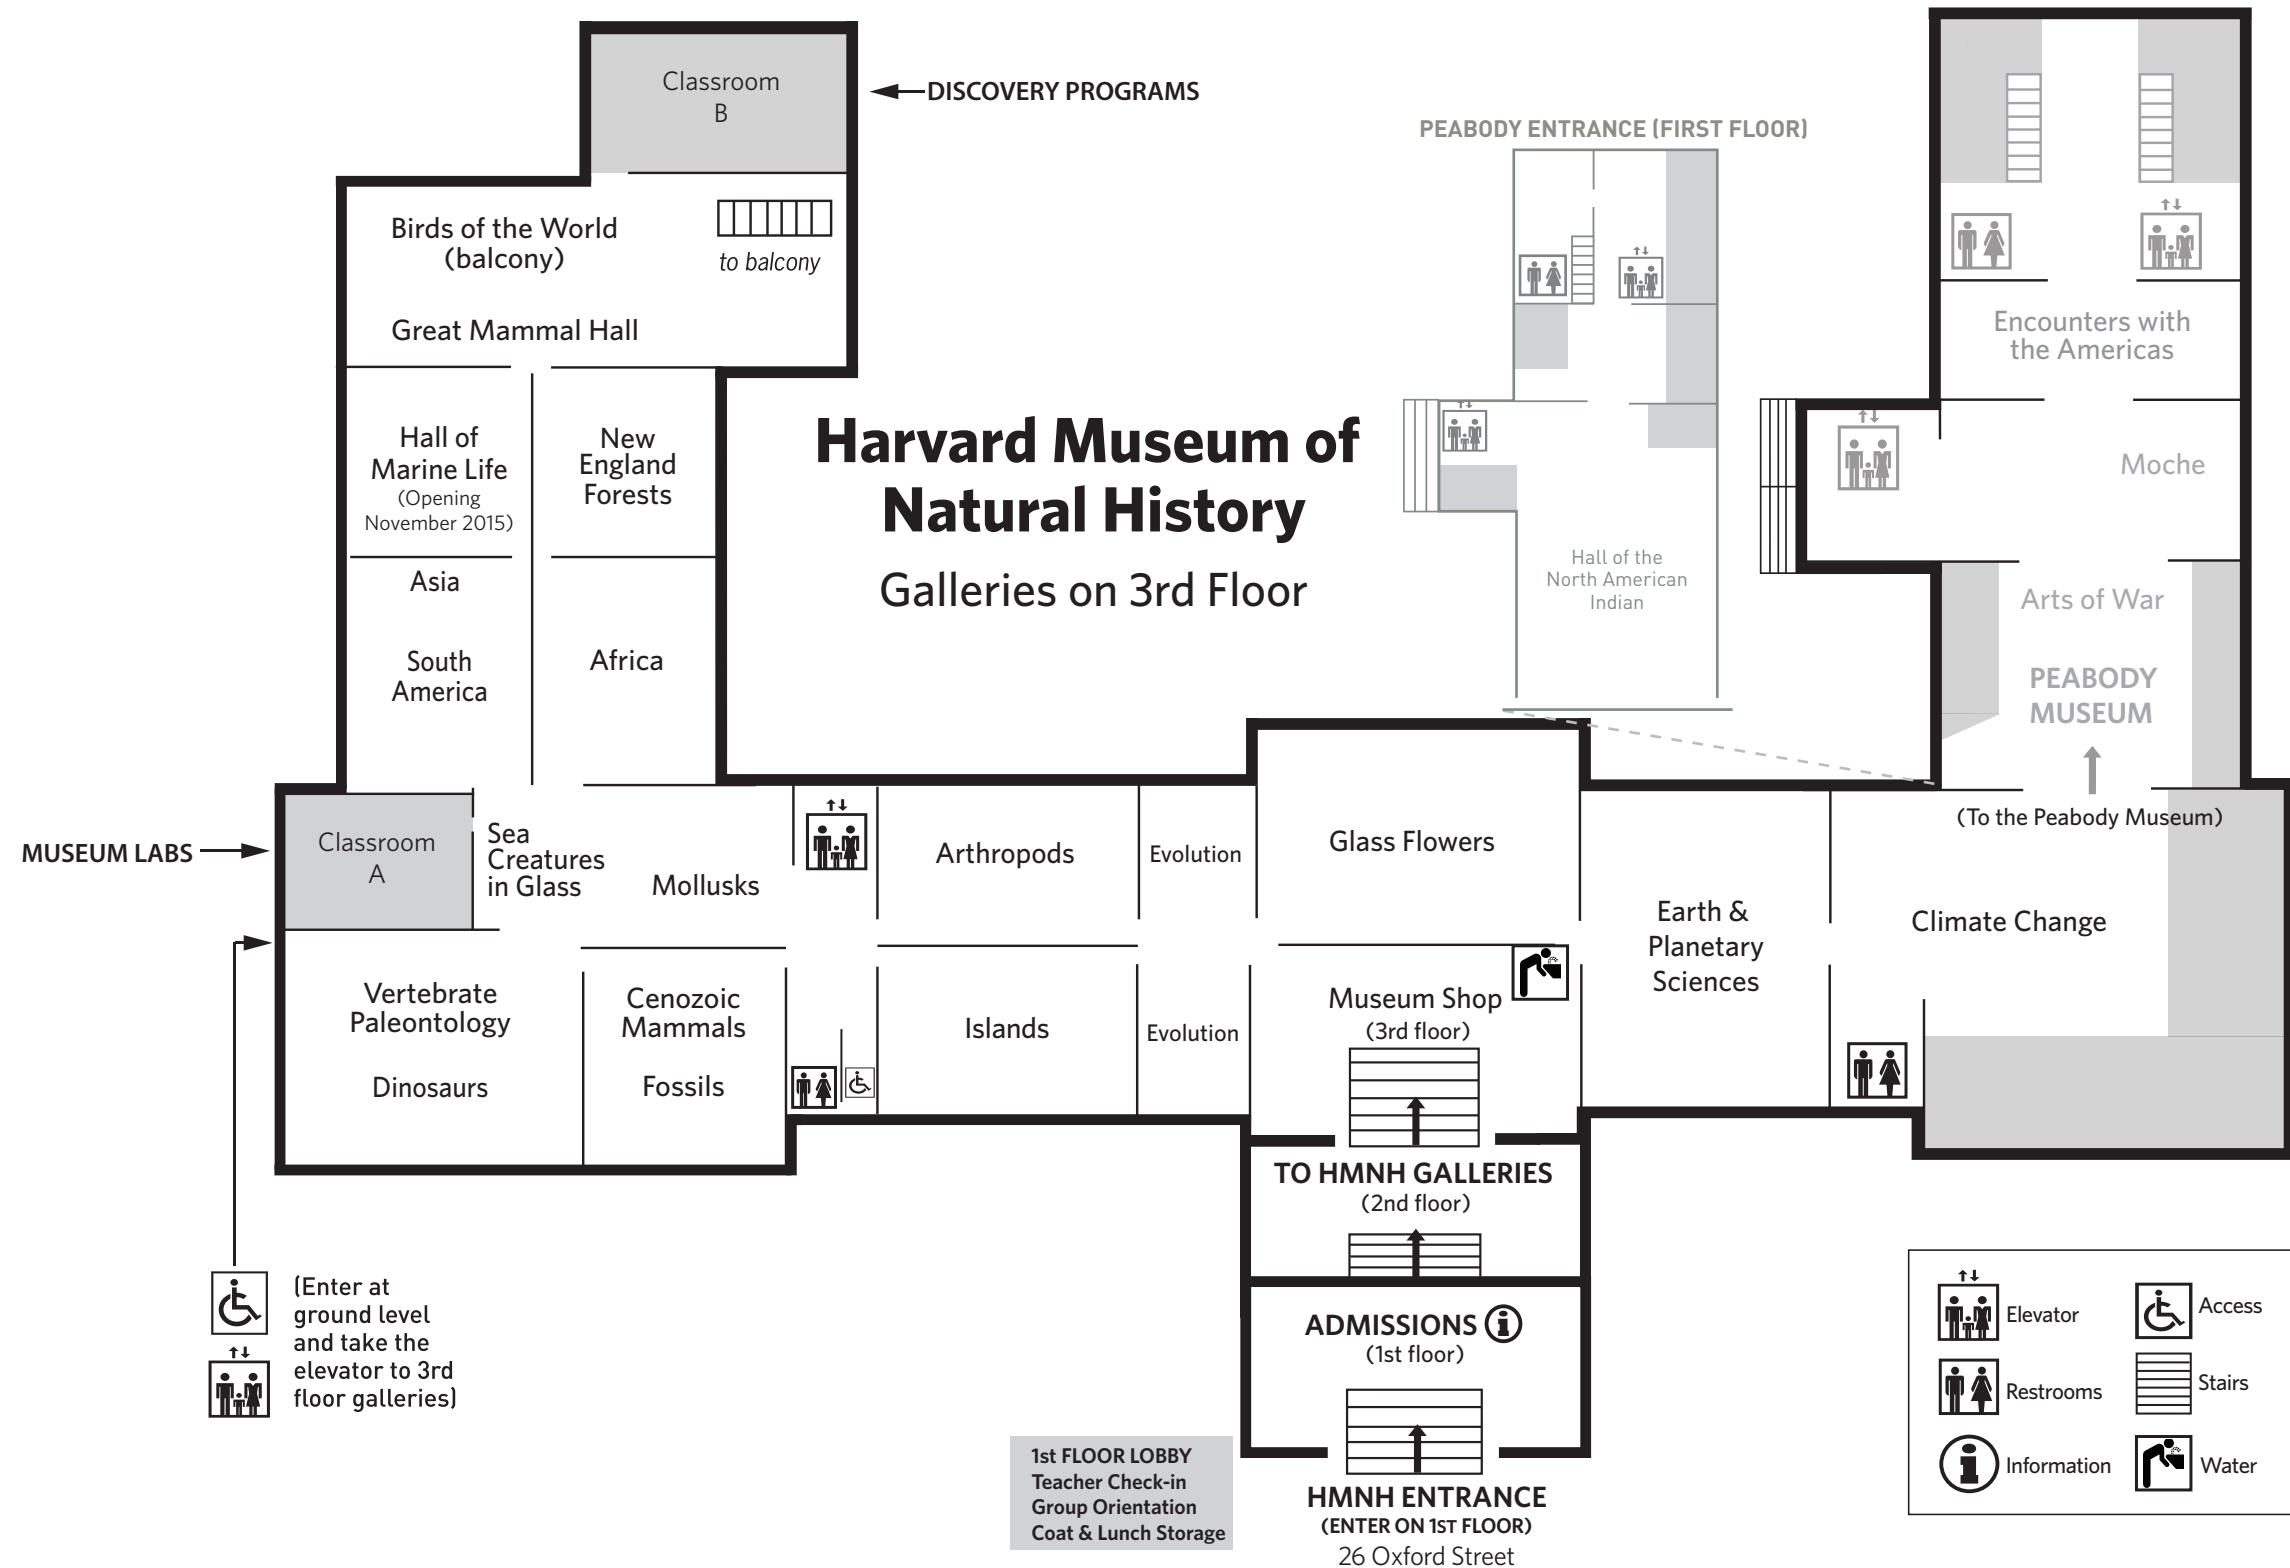 Classroom
B
DISCOVERY PROGRAMS
PEABODY ENTRANCE (FIRST FLOOR)
Birds of the World
(balcony)
to balcony
Great Mammal Hall
Encounters with
the Americas
Harvard Museum of
Natural History
Galleries on 3rd Floor
Hall of
Marine Life
(Opening
November 2015)
New
England
Forests
Moche
Hall of the
North American
Indian
Asia
South
America
Africa
Arts of War
PEABODY
MUSEUM
(To the Peabody Museum)
MUSEUM LABS
Classroom
A
Sea
Creatures
in Glass
Mollusks
Arthropods
Evolution
Glass Flowers
Earth &
Planetary
Sciences
Climate Change
Vertebrate
Paleontology
Dinosaurs
Cenozoic
Mammals
Fossils
Islands
Evolution
Museum Shop
(3rd floor)
TO HMNH GALLERIES
(2nd floor)
ADMISSIONS
(1st floor)
(Enter at
ground level
and take the
elevator to 3rd
floor galleries)
1st FLOOR LOBBY
Teacher Check-in
Group Orientation
Coat & Lunch Storage
HMNH ENTRANCE
(ENTER ON 1ST FLOOR)
26 Oxford Street
Elevator
Access
Restrooms
Stairs
Information
Water